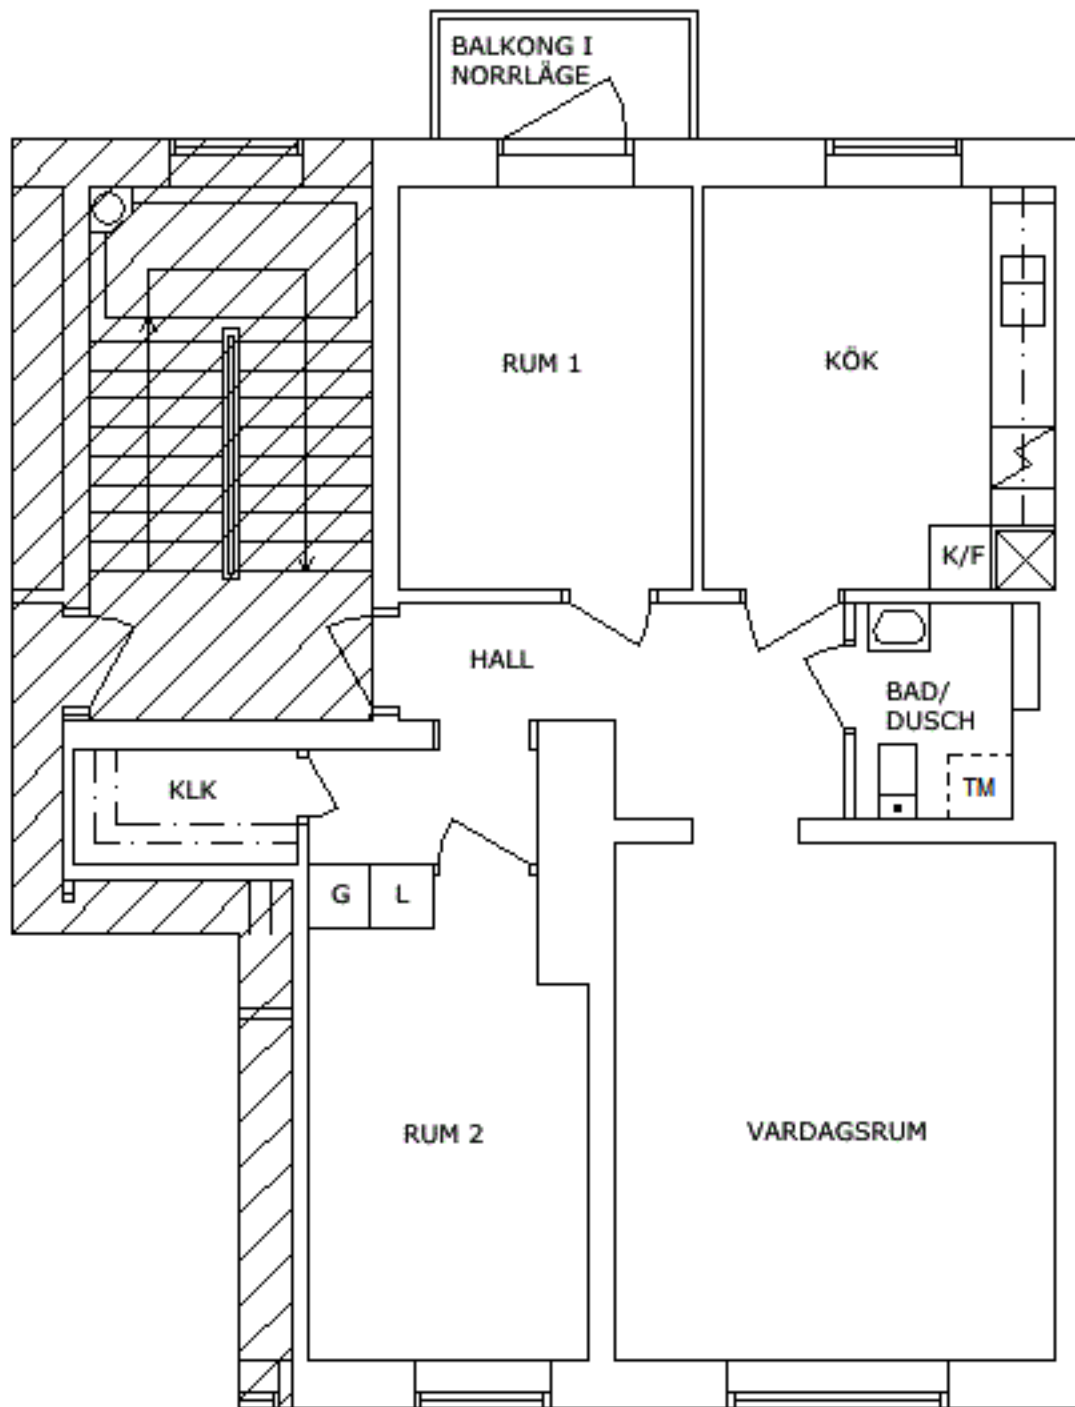 BALKONG I
NORRLÄGE
RUM 1
KÖK
K/F
HALL
BAD/
DUSCH
TM
KLK
G
L
RUM 2
VARDAGSRUM